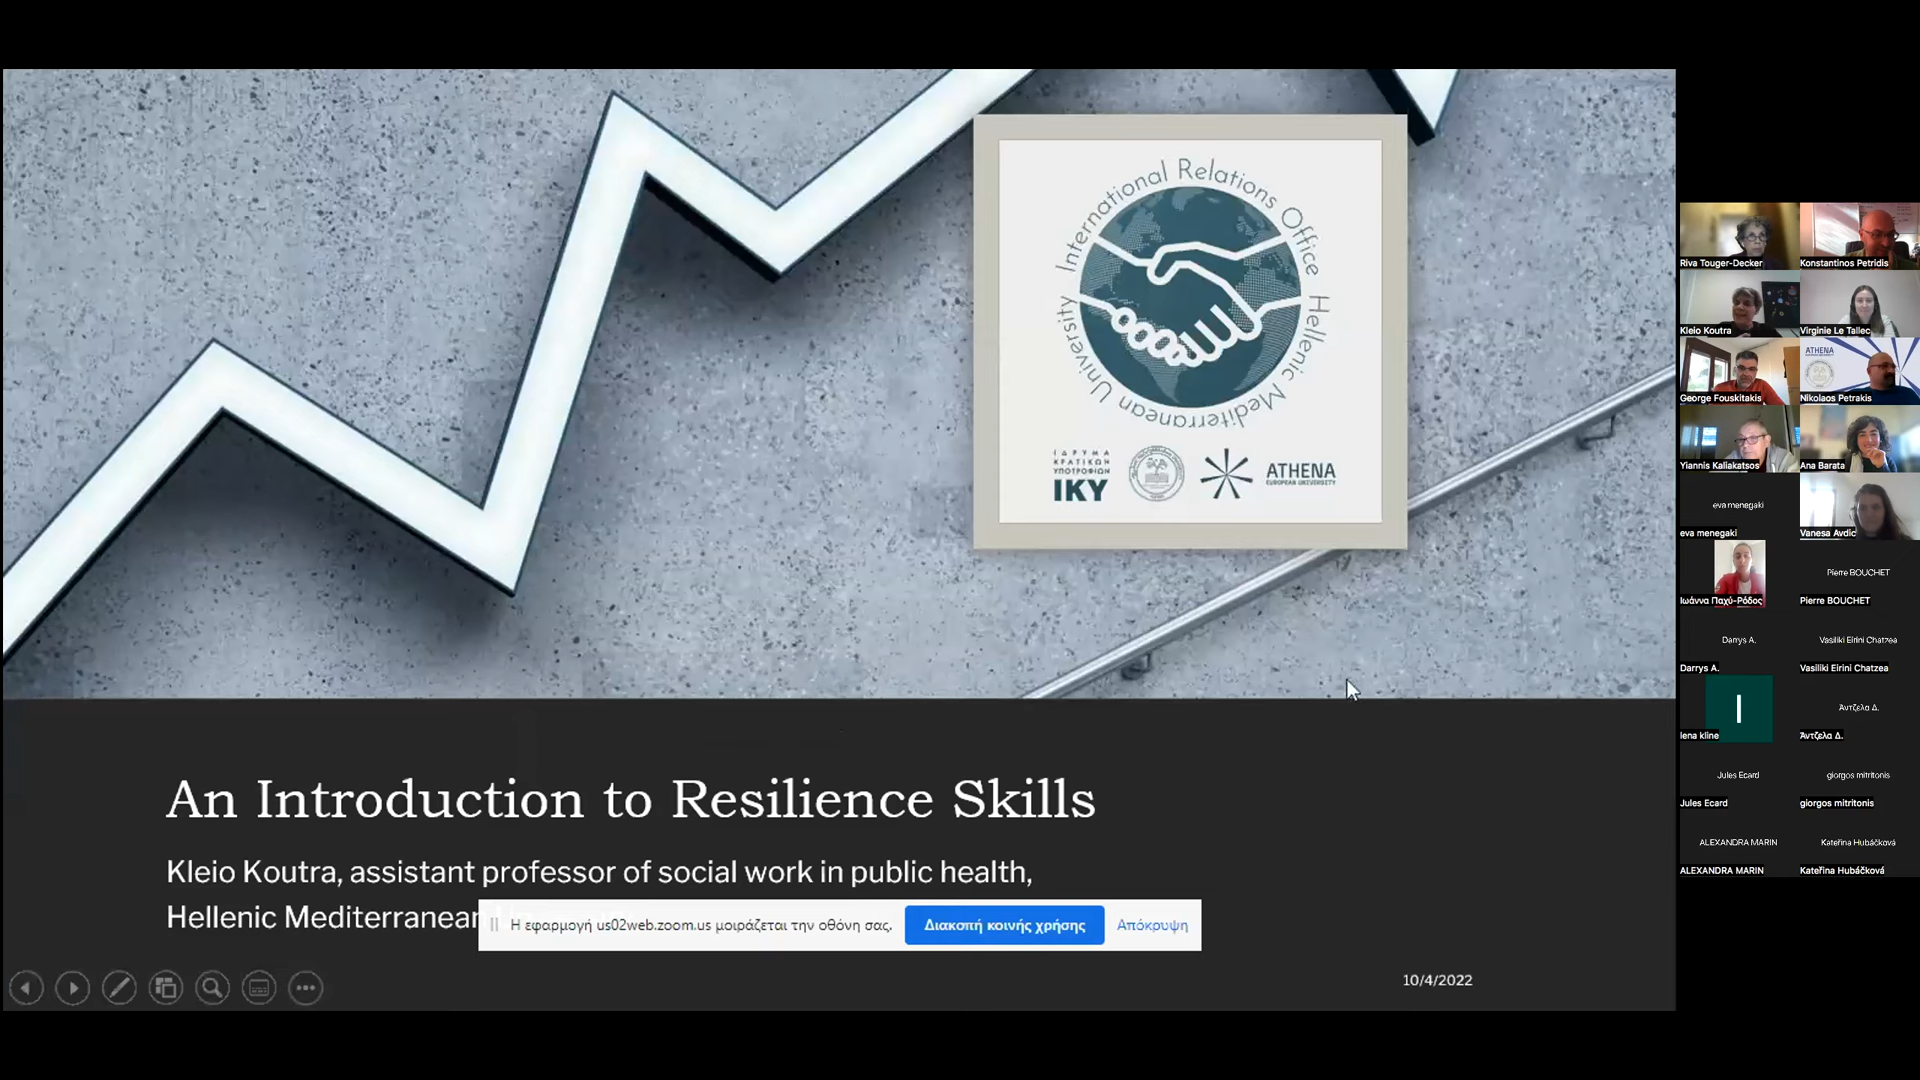 International Relations Office Hellenic Mediterranean University
ΙΔΡΥΜΑ
ΚΡΑΤΙΚΩΝ
ΥΠΟΤΡΟΦΙΩΝ
IKY
ATHENA
EUROPEAN UNIVERSITY
An Introduction to Resilience Skills
Kleio Koutra, assistant professor of social work in public health,
Hellenic Mediterranean
Η εφαρμογή us02web.zoom.us μοιράζεται την οθόνη σας.
Διακοπή κοινής χρήσης
Απόκρυψη
10/4/2022
Riva Touger-Decker
Konstantinos Petridis
Kleio Koutra
Virginie Le Tallec
George Fouskitakis
ATHENA
Nikolaos Petrakis
Yiannis Kaliakatsos
Ana Barata
eva menegaki
eva menegaki
Vanesa Avdic
Ιωάννα Παχύ-Ρόδος
Pierre BOUCHET
Pierre BOUCHET
Darrys A.
Darrys A.
Vasiliki Eirini Chatzea
Vasiliki Eirini Chatzea
I
lena kline
Άντζελα Δ.
Άντζελα Δ.
Jules Ecard
Jules Ecard
giorgos mitritonis
giorgos mitritonis
ALEXANDRA MARIN
ALEXANDRA MARIN
Kateřina Hubáčková
Kateřina Hubáčková